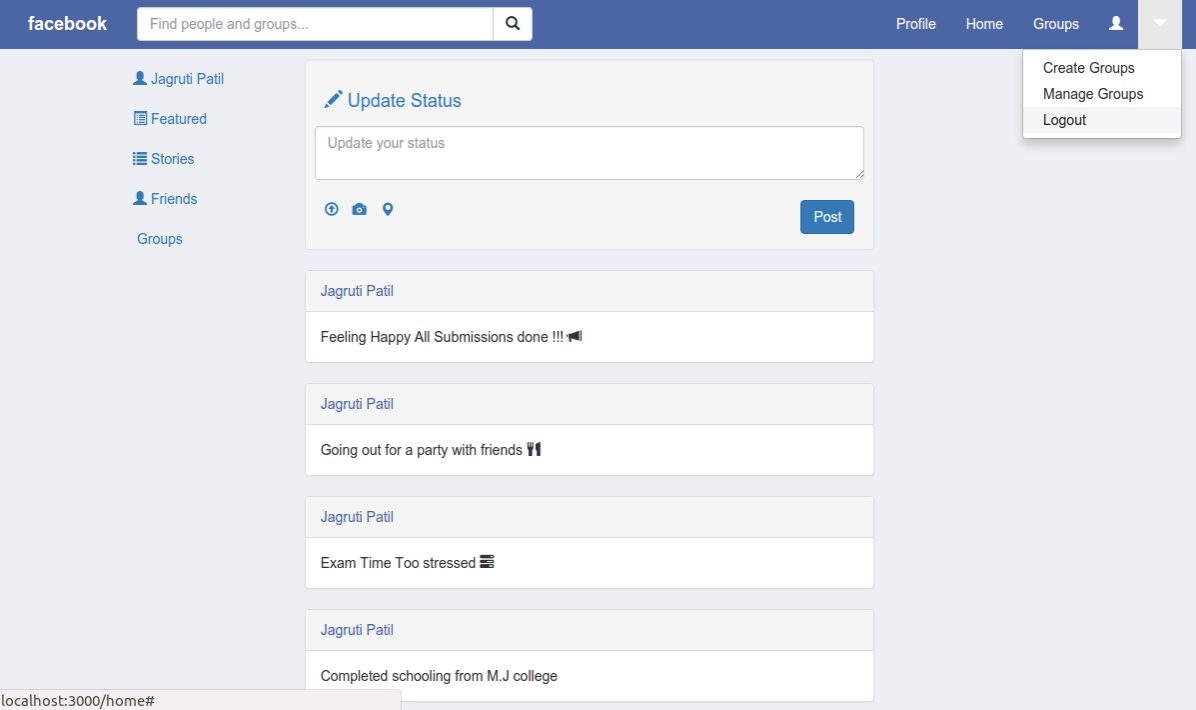 facebook
Find people and groups...
Profile
Home
Groups
Create Groups
Manage Groups
Logout
Jagruti Patil
Featured
Stories
Friends
Groups
Update Status
Update your status
Post
Jagruti Patil
Feeling Happy All Submissions done !!!
Jagruti Patil
Going out for a party with friends
Jagruti Patil
Exam Time Too stressed
Jagruti Patil
Completed schooling from M.J college
localhost:3000/home#